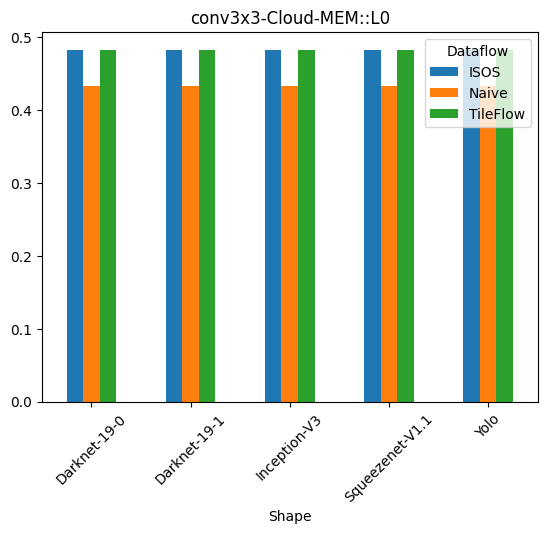 conv3x3-Cloud-MEM::L0
Dataflow
ISOS
Naive
TileFlow
0.5
0.4
0.3
0.2
0.1
0.0
Darknet-19-0
Darknet-19-1
Inception-V3
Squeezenet-V1.1
Yolo
Shape